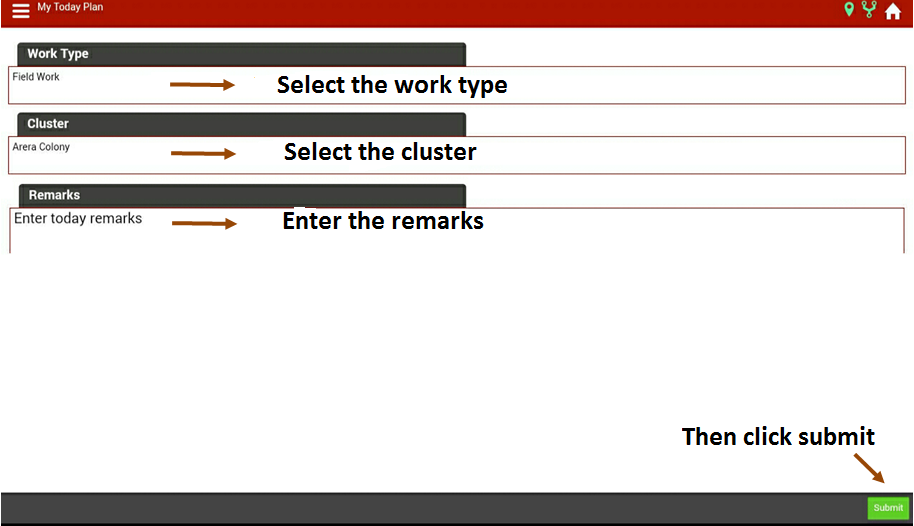 My Today Plan
Work Type
Field Work
Select the work type
Cluster
Arera Colony
Select the cluster
Remarks
Enter today remarks
Enter the remarks
Then click submit
Submit